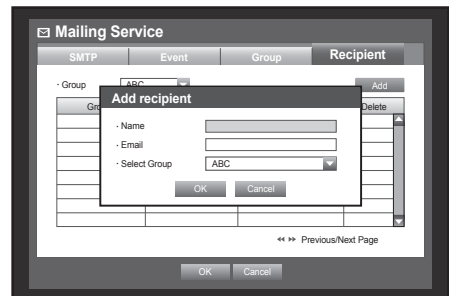 Mailing Service
SMTP Event Group Recipient
· Group ABC Add
Delete
Add recipient
· Name
· Email
· Select Group ABC
OK Cancel
Previous/Next Page
OK Cancel